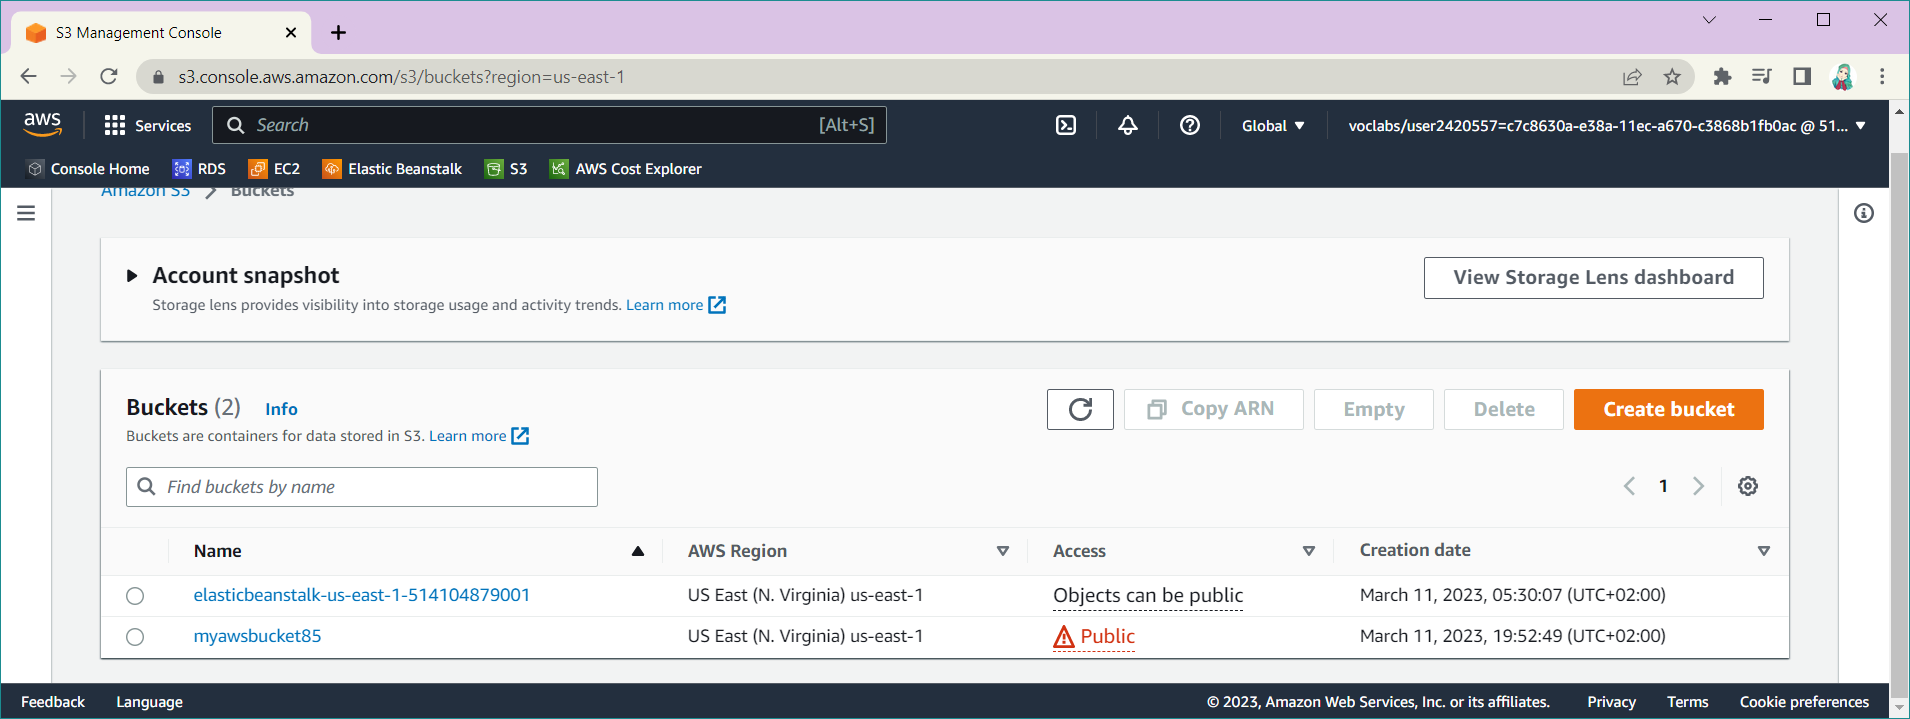 S3 Management Console
s3.console.aws.amazon.com/s3/buckets?region=us-east-1
aws
Services
Search
[Alt+S]
Global
voclabs/user2420557=c7c8630a-e38a-11ec-a670-c3868b1fb0ac @ 51...
Console Home
RDS
EC2
Elastic Beanstalk
S3
AWS Cost Explorer
Amazon S3
Buckets
Account snapshot
View Storage Lens dashboard
Storage lens provides visibility into storage usage and activity trends. Learn more
Buckets (2) Info
Copy ARN
Empty
Delete
Create bucket
Buckets are containers for data stored in S3. Learn more
Find buckets by name
1
Name
AWS Region
Access
Creation date
elasticbeanstalk-us-east-1-514104879001
US East (N. Virginia) us-east-1
Objects can be public
March 11, 2023, 05:30:07 (UTC+02:00)
myawsbucket85
US East (N. Virginia) us-east-1
Public
March 11, 2023, 19:52:49 (UTC+02:00)
Feedback
Language
© 2023, Amazon Web Services, Inc. or its affiliates.
Privacy
Terms
Cookie preferences